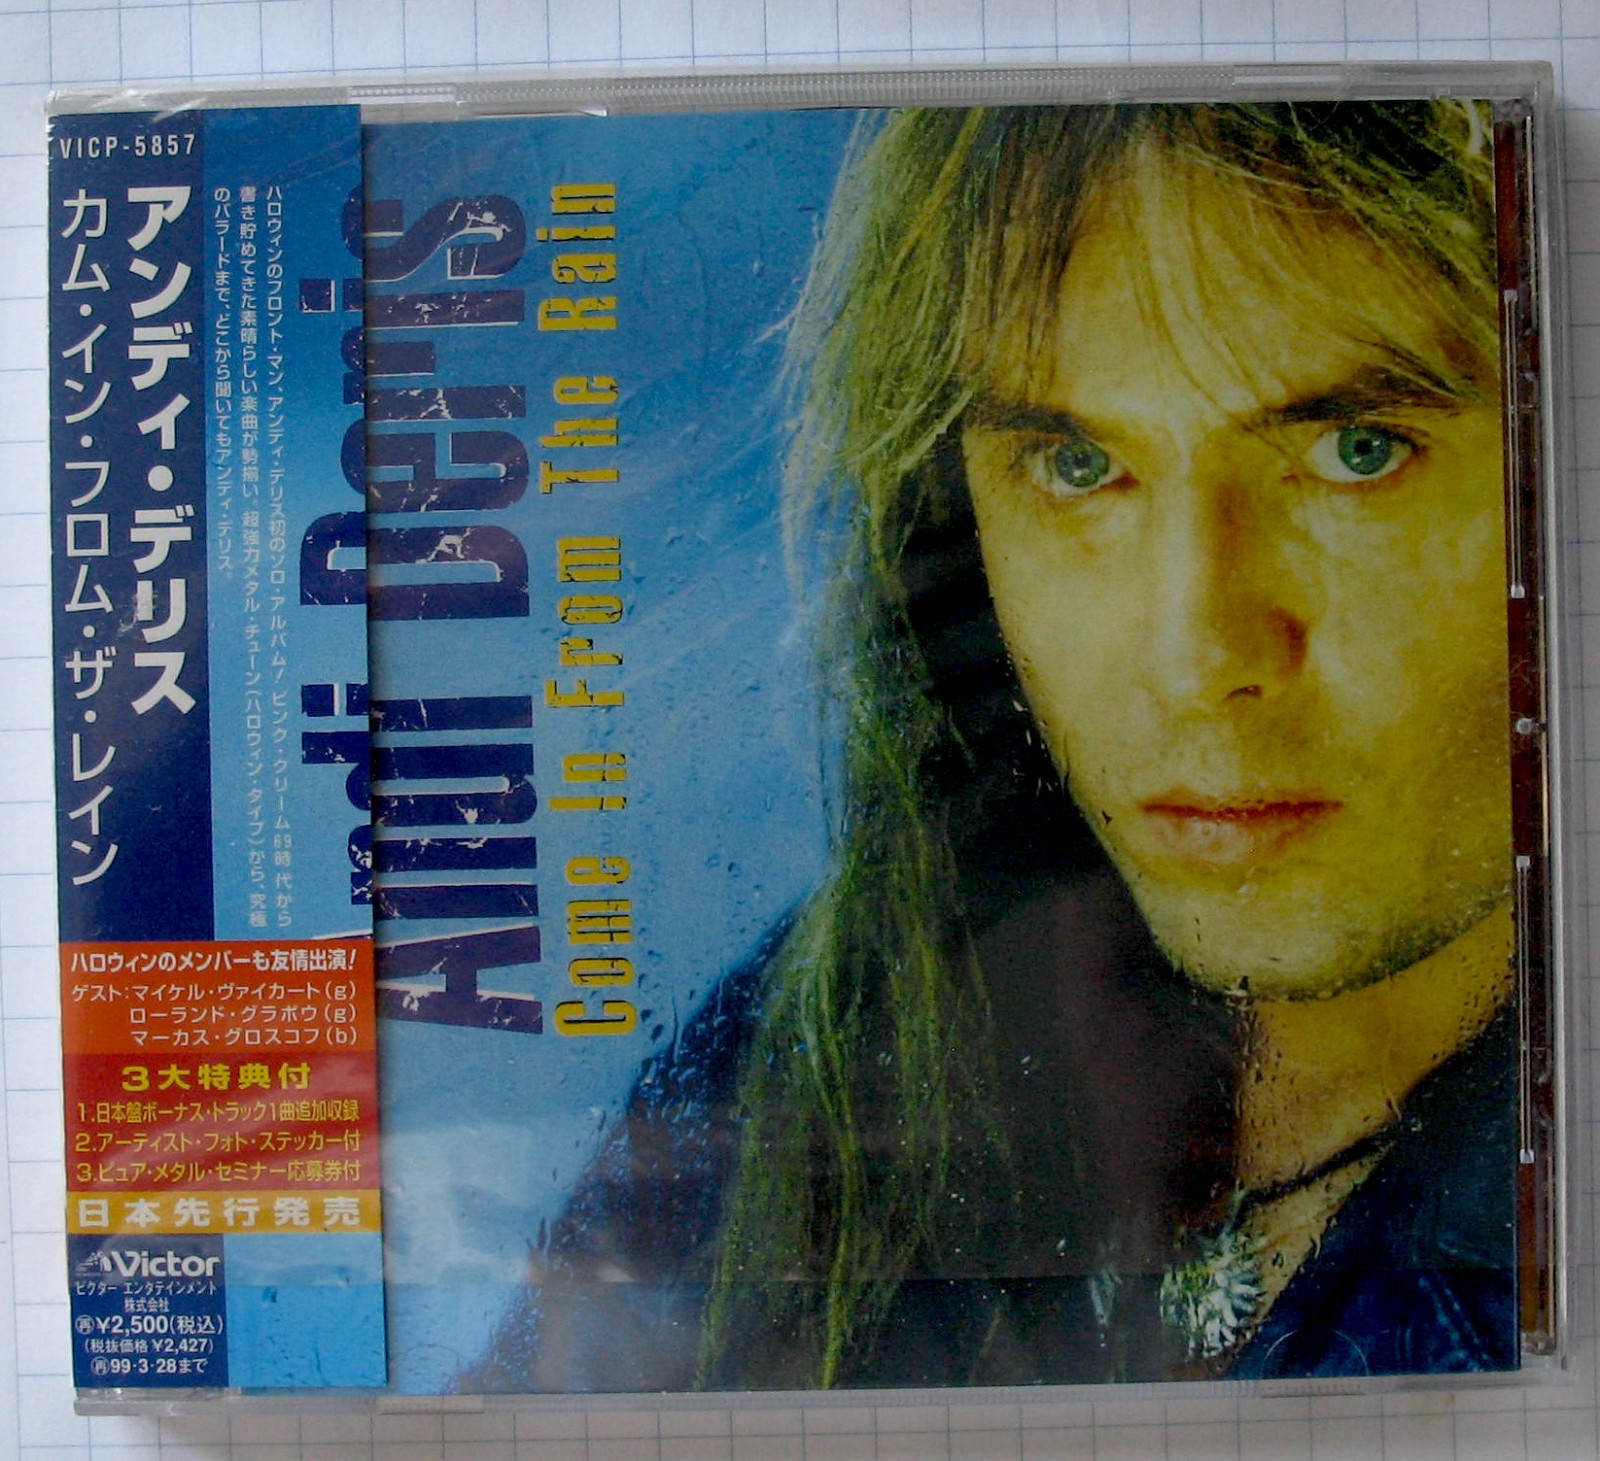 VICP-5857
アンディ・デリス
カム・イン・フロム・ザ・レイン
ハロウィンのフロント・マン、アンディ・デリス初のソロ・アルバム! ピンク・クリーム69時代から
書き貯めてきた素晴らしい楽曲が勢揃い、超強力メタル・チューン(ハロウィン・タイプ)から、究極
のバラードまで、どこから聞いてもアンディ・デリス。
ハロウィンのメンバーも友情出演!
ゲスト:マイケル・ヴァイカート(g)
ローランド・グラポウ(g)
マーカス・グロスコフ(b)
3大特典付
1.日本盤ボーナス・トラック1曲追加収録
2.アーティスト・フォト・ステッカー付
3.ピュア・メタル・セミナー応募券付
日本先行発売
Victor
ビクター エンタテインメント
株式会社
再¥2,500(税込)
(税抜価格 ¥2,427)
再99・3・28まで
Andi Deris
Come In From The Rain